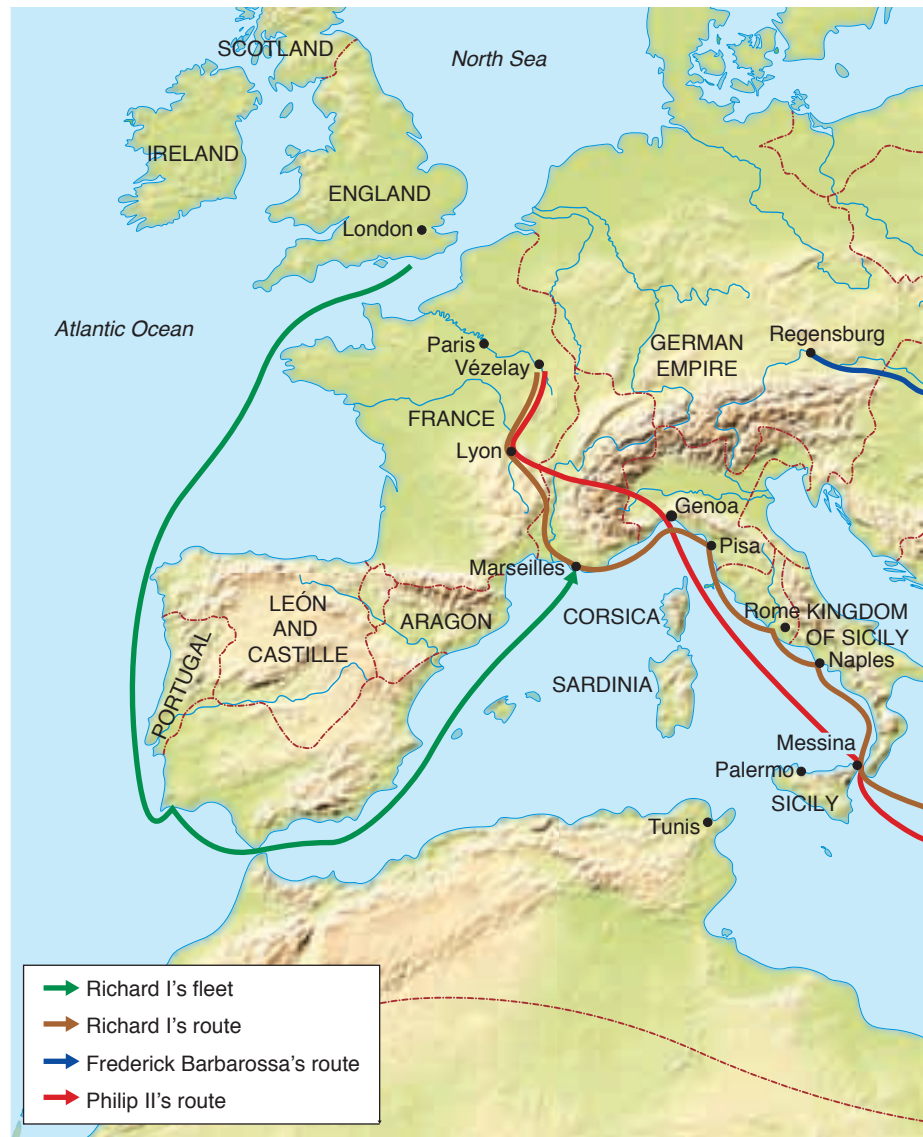 SCOTLAND
North Sea
IRELAND
ENGLAND
London
Atlantic Ocean
Paris
Vézelay
GERMAN
EMPIRE
Regensburg
FRANCE
Lyon
Genoa
Pisa
Marseilles
LEÓN
AND
CASTILLE
ARAGON
CORSICA
Rome
KINGDOM
OF SICILY
Naples
PORTUGAL
SARDINIA
Messina
Palermo
SICILY
Tunis
Richard I's fleet
Richard I's route
Frederick Barbarossa's route
Philip II's route